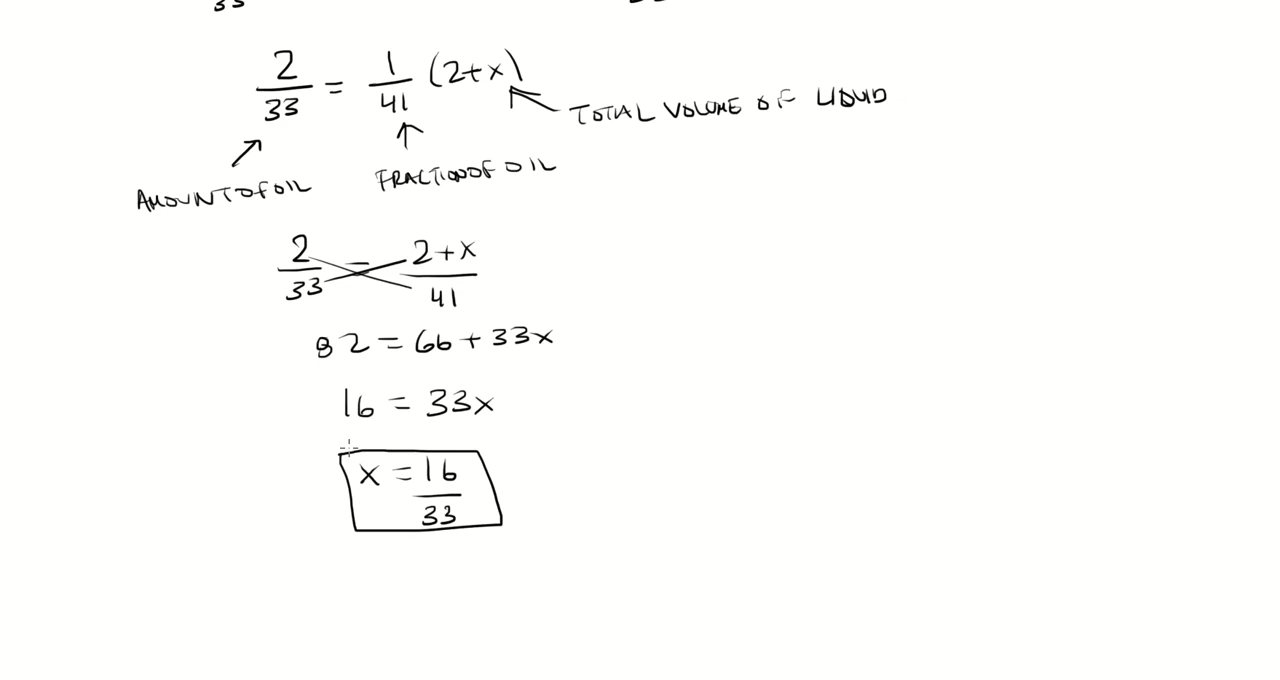 2/33 = 1/41 (2+x)
TOTAL VOLUME OF LIQUID
AMOUNT OF OIL
FRACTION OF OIL
2/33 = 2+x/41
82 = 66 + 33x
16 = 33x
x = 16/33